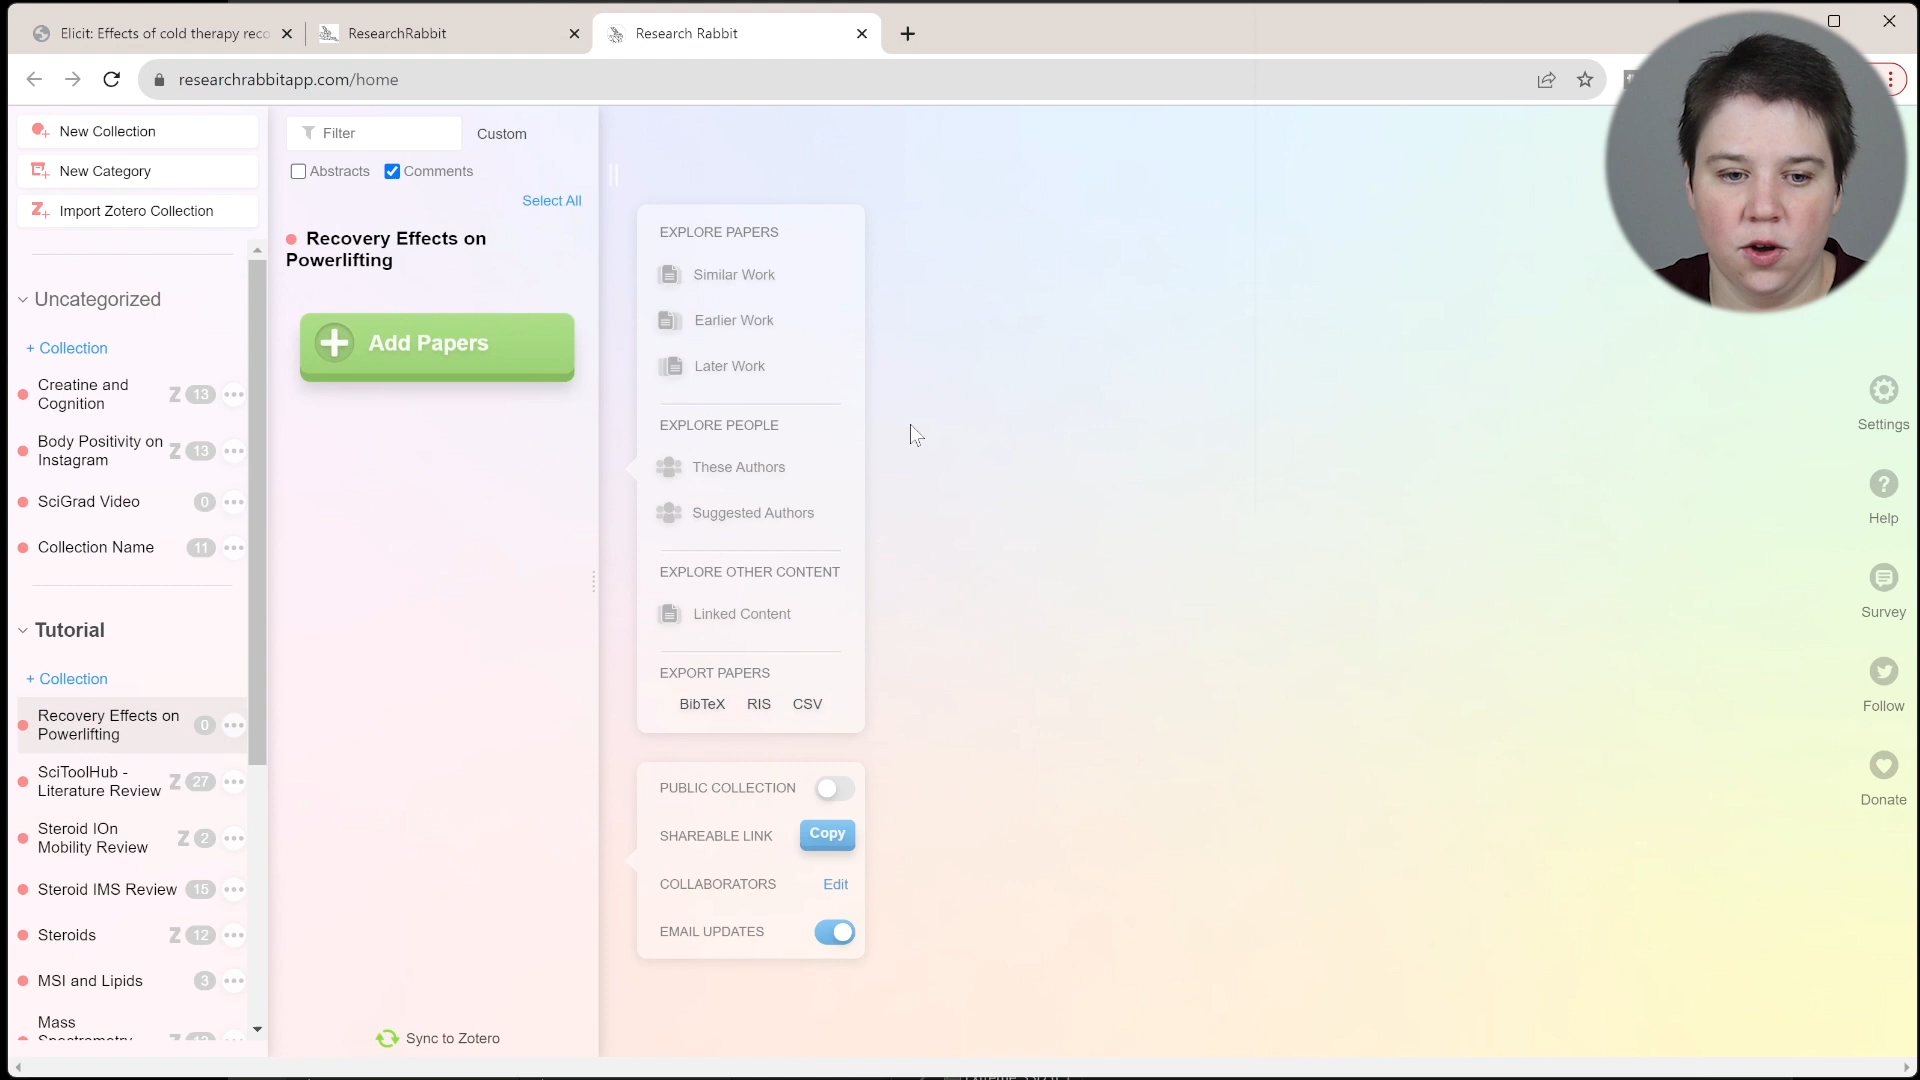 Elicit: Effects of cold therapy reco
ResearchRabbit
Research Rabbit
researchrabbitapp.com/home
New Collection
New Category
Import Zotero Collection
Uncategorized
+ Collection
Creatine and
Cognition
Z 13
Body Positivity on
Instagram
Z 13
SciGrad Video 0
Collection Name 11
Tutorial
+ Collection
Recovery Effects on
Powerlifting
0
SciToolHub -
Literature Review
Z 27
Steroid IOn
Mobility Review
Z 2
Steroid IMS Review 15
Steroids Z 12
MSI and Lipids 3
Mass
Filter
Custom
Abstracts
Comments
Select All
Recovery Effects on
Powerlifting
Add Papers
Sync to Zotero
EXPLORE PAPERS
Similar Work
Earlier Work
Later Work
EXPLORE PEOPLE
These Authors
Suggested Authors
EXPLORE OTHER CONTENT
Linked Content
EXPORT PAPERS
BibTeX RIS CSV
PUBLIC COLLECTION
SHAREABLE LINK Copy
COLLABORATORS Edit
EMAIL UPDATES
Settings
Help
Survey
Follow
Donate